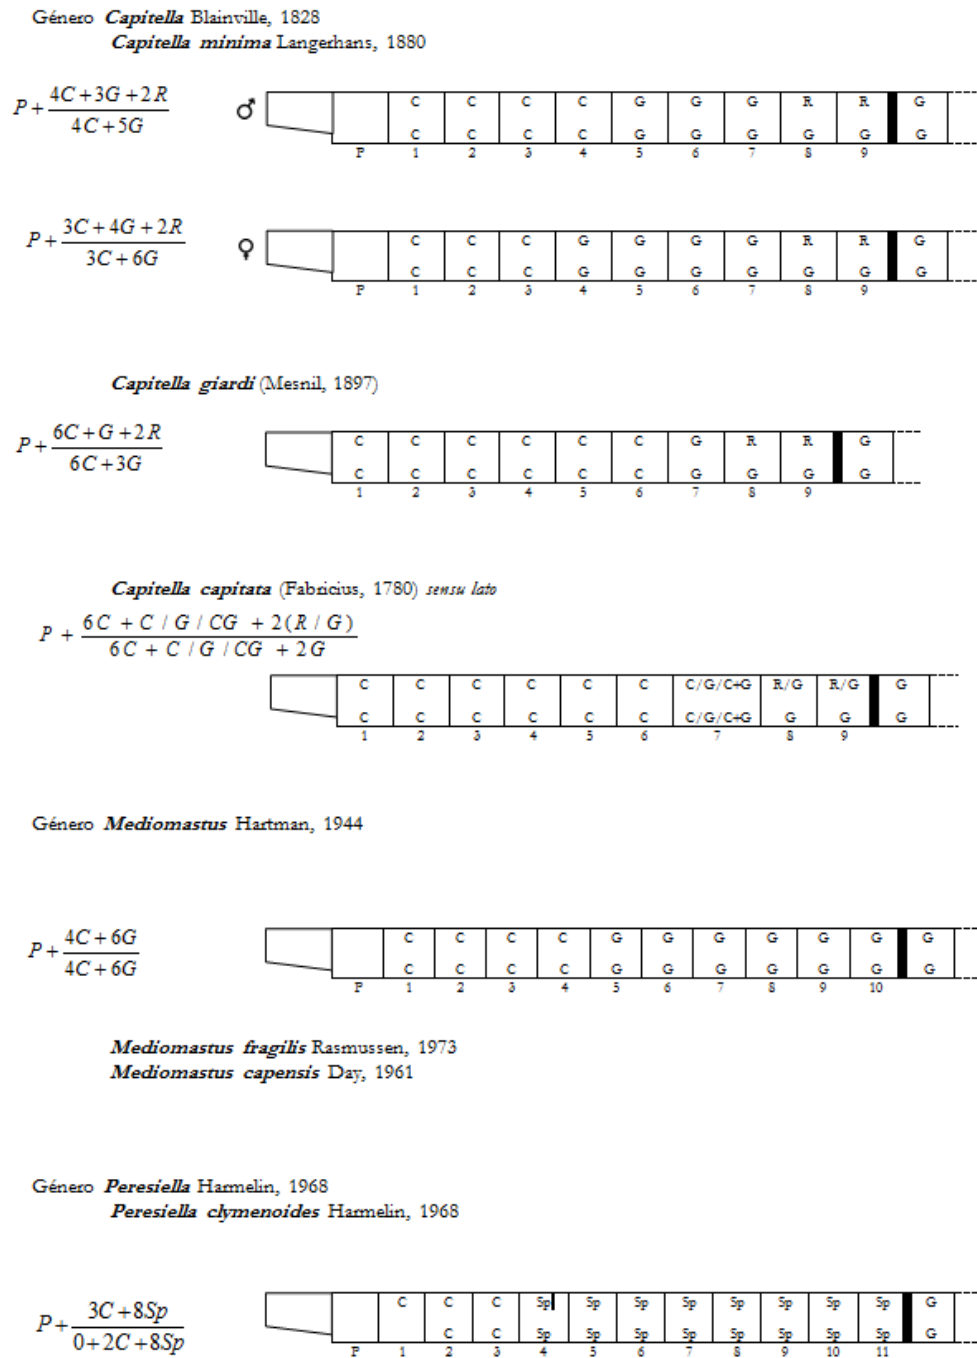 Género Capitella Blainville, 1828
Capitella minima Langerhans, 1880
P + 4C + 3G + 2R / 4C + 5G
♂
C C C C G G G R R G
C C C C G G G G G G
P 1 2 3 4 5 6 7 8 9
P + 3C + 4G + 2R / 3C + 6G
♀
C C C G G G G R R G
C C C G G G G G G G
P 1 2 3 4 5 6 7 8 9
Capitella giardi (Mesnil, 1897)
P + 6C + G + 2R / 6C + 3G
C C C C C C G R R G
C C C C C C G G G G
1 2 3 4 5 6 7 8 9
Capitella capitata (Fabricius, 1780) sensu lato
P + 6C + C / G / CG + 2(R / G) / 6C + C / G / CG + 2G
C C C C C C C/G/C+G R/G R/G G
C C C C C C C/G/C+G G G G
1 2 3 4 5 6 7 8 9
Género Mediomastus Hartman, 1944
P + 4C + 6G / 4C + 6G
C C C C G G G G G G G
C C C C G G G G G G G
P 1 2 3 4 5 6 7 8 9 10
Mediomastus fragilis Rasmussen, 1973
Mediomastus capensis Day, 1961
Género Peresiella Harmelin, 1968
Peresiella clymenoides Harmelin, 1968
P + 3C + 8Sp / 0 + 2C + 8Sp
C C C Sp Sp Sp Sp Sp Sp Sp Sp G
C C Sp Sp Sp Sp Sp Sp Sp Sp G
P 1 2 3 4 5 6 7 8 9 10 11